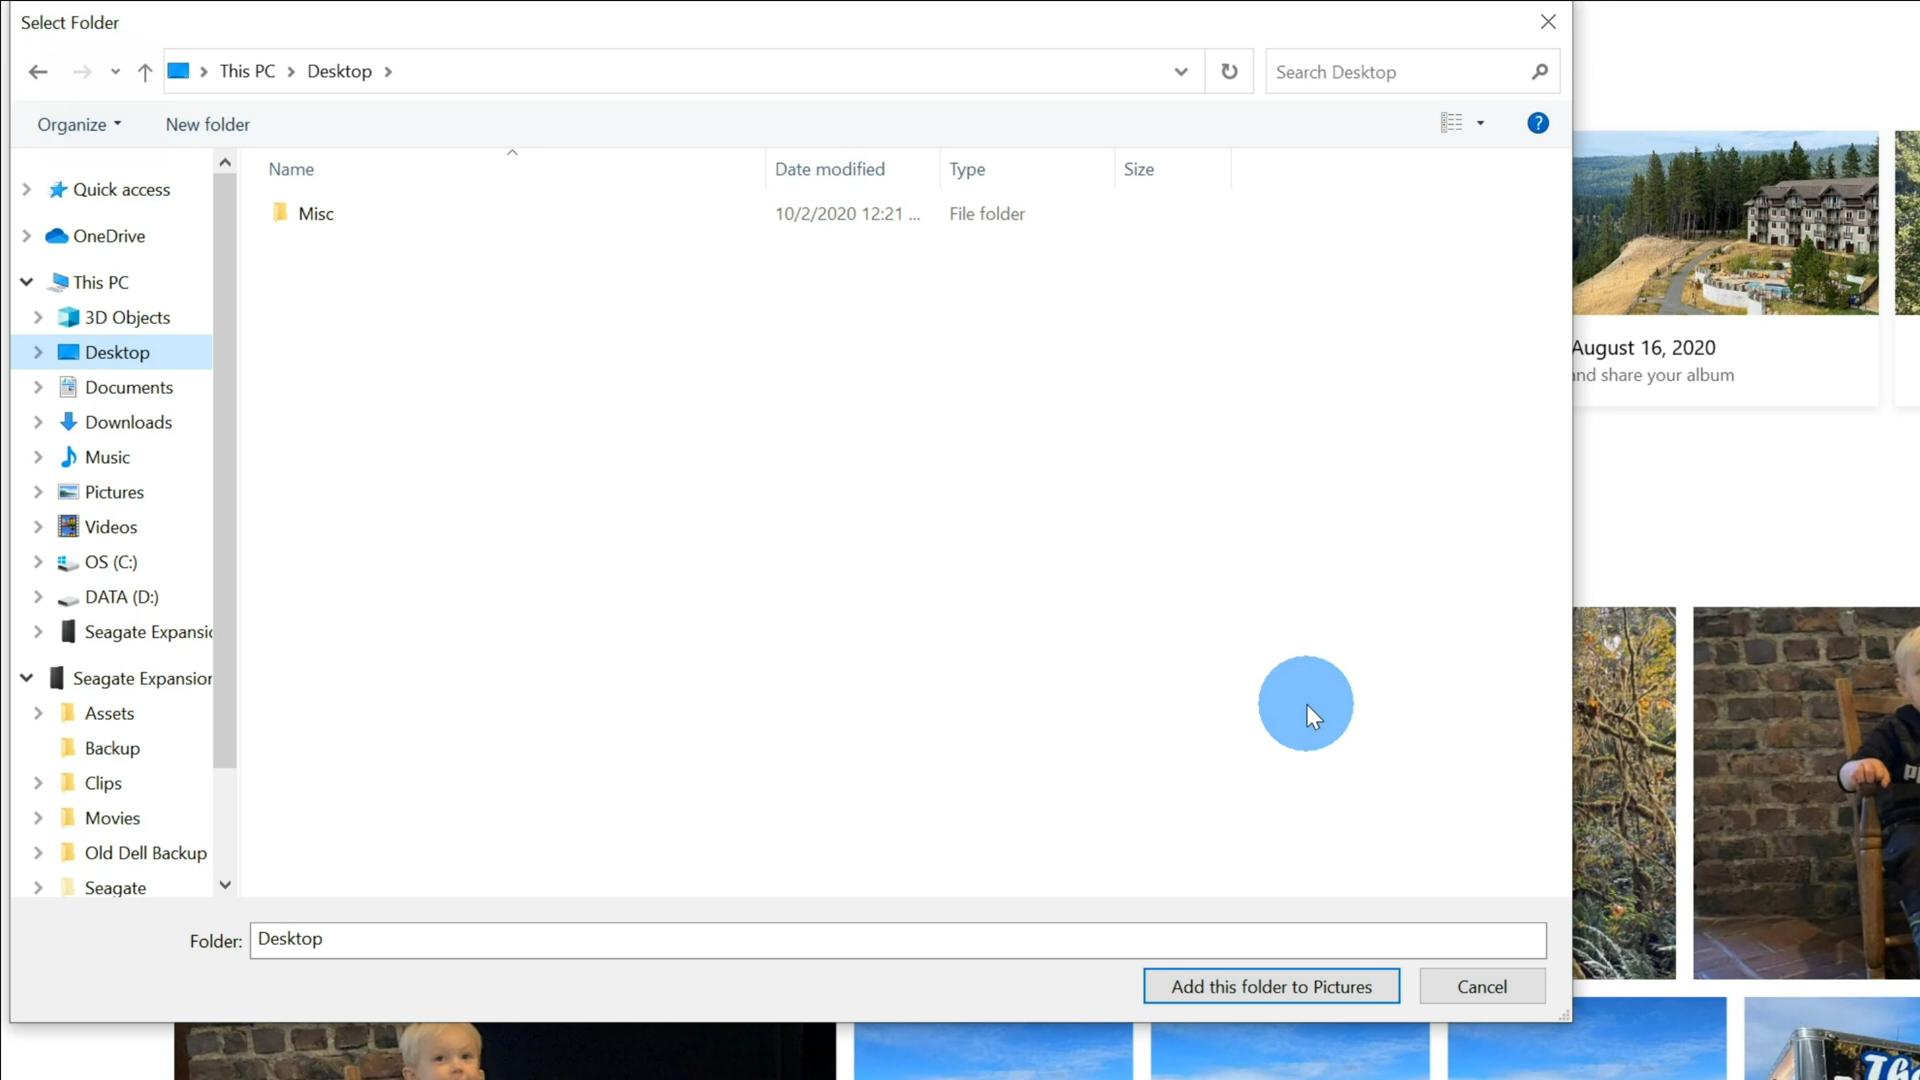 Select Folder
This PC
Desktop
Search Desktop
Organize
New folder
?
Name
Date modified
Type
Size
Misc
10/2/2020 12:21 ...
File folder
Quick access
OneDrive
This PC
3D Objects
Desktop
Documents
Downloads
Music
Pictures
Videos
OS (C:)
DATA (D:)
Seagate Expansio
Seagate Expansion
Assets
Backup
Clips
Movies
Old Dell Backup
Seagate
August 16, 2020
and share your album
Folder:
Desktop
Add this folder to Pictures
Cancel